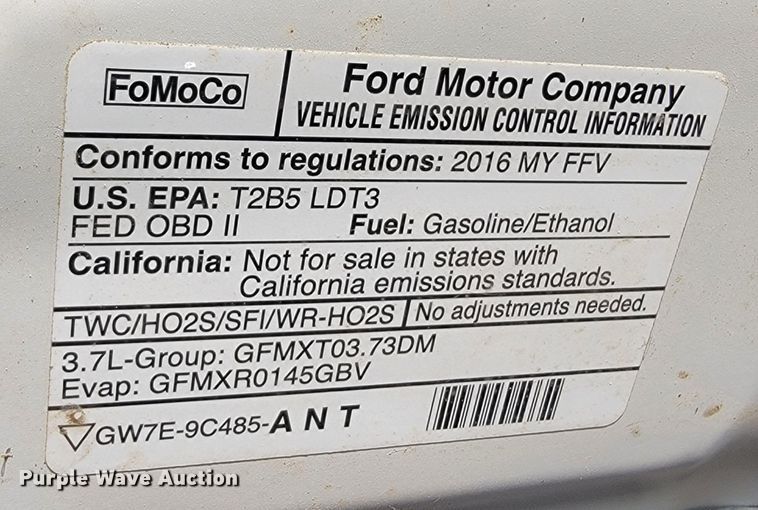 FoMoCo
Ford Motor Company
VEHICLE EMISSION CONTROL INFORMATION
Conforms to regulations: 2016 MY FFV
U.S. EPA: T2B5 LDT3
FED OBD II Fuel: Gasoline/Ethanol
California: Not for sale in states with
California emissions standards.
TWC/HO2S/SFI/WR-HO2S No adjustments needed.
3.7L-Group: GFMXT03.73DM
Evap: GFMXR0145GBV
GW7E-9C485-ANT
Purple Wave Auction